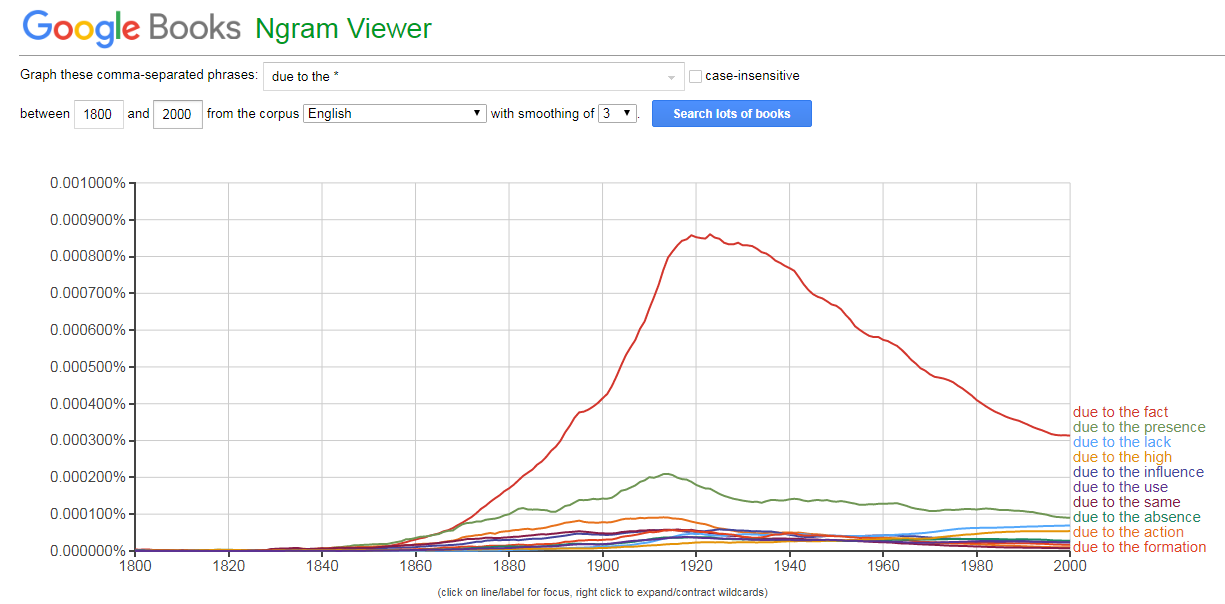 Google Books Ngram Viewer
Graph these comma-separated phrases: due to the * case-insensitive
between 1800 and 2000 from the corpus English with smoothing of 3 . Search lots of books
0.001000%
0.000900%
0.000800%
0.000700%
0.000600%
0.000500%
0.000400%
0.000300%
0.000200%
0.000100%
0.000000%
due to the fact
due to the presence
due to the lack
due to the high
due to the influence
due to the use
due to the same
due to the absence
due to the action
due to the formation
1800 1820 1840 1860 1880 1900 1920 1940 1960 1980 2000
(click on line/label for focus, right click to expand/contract wildcards)